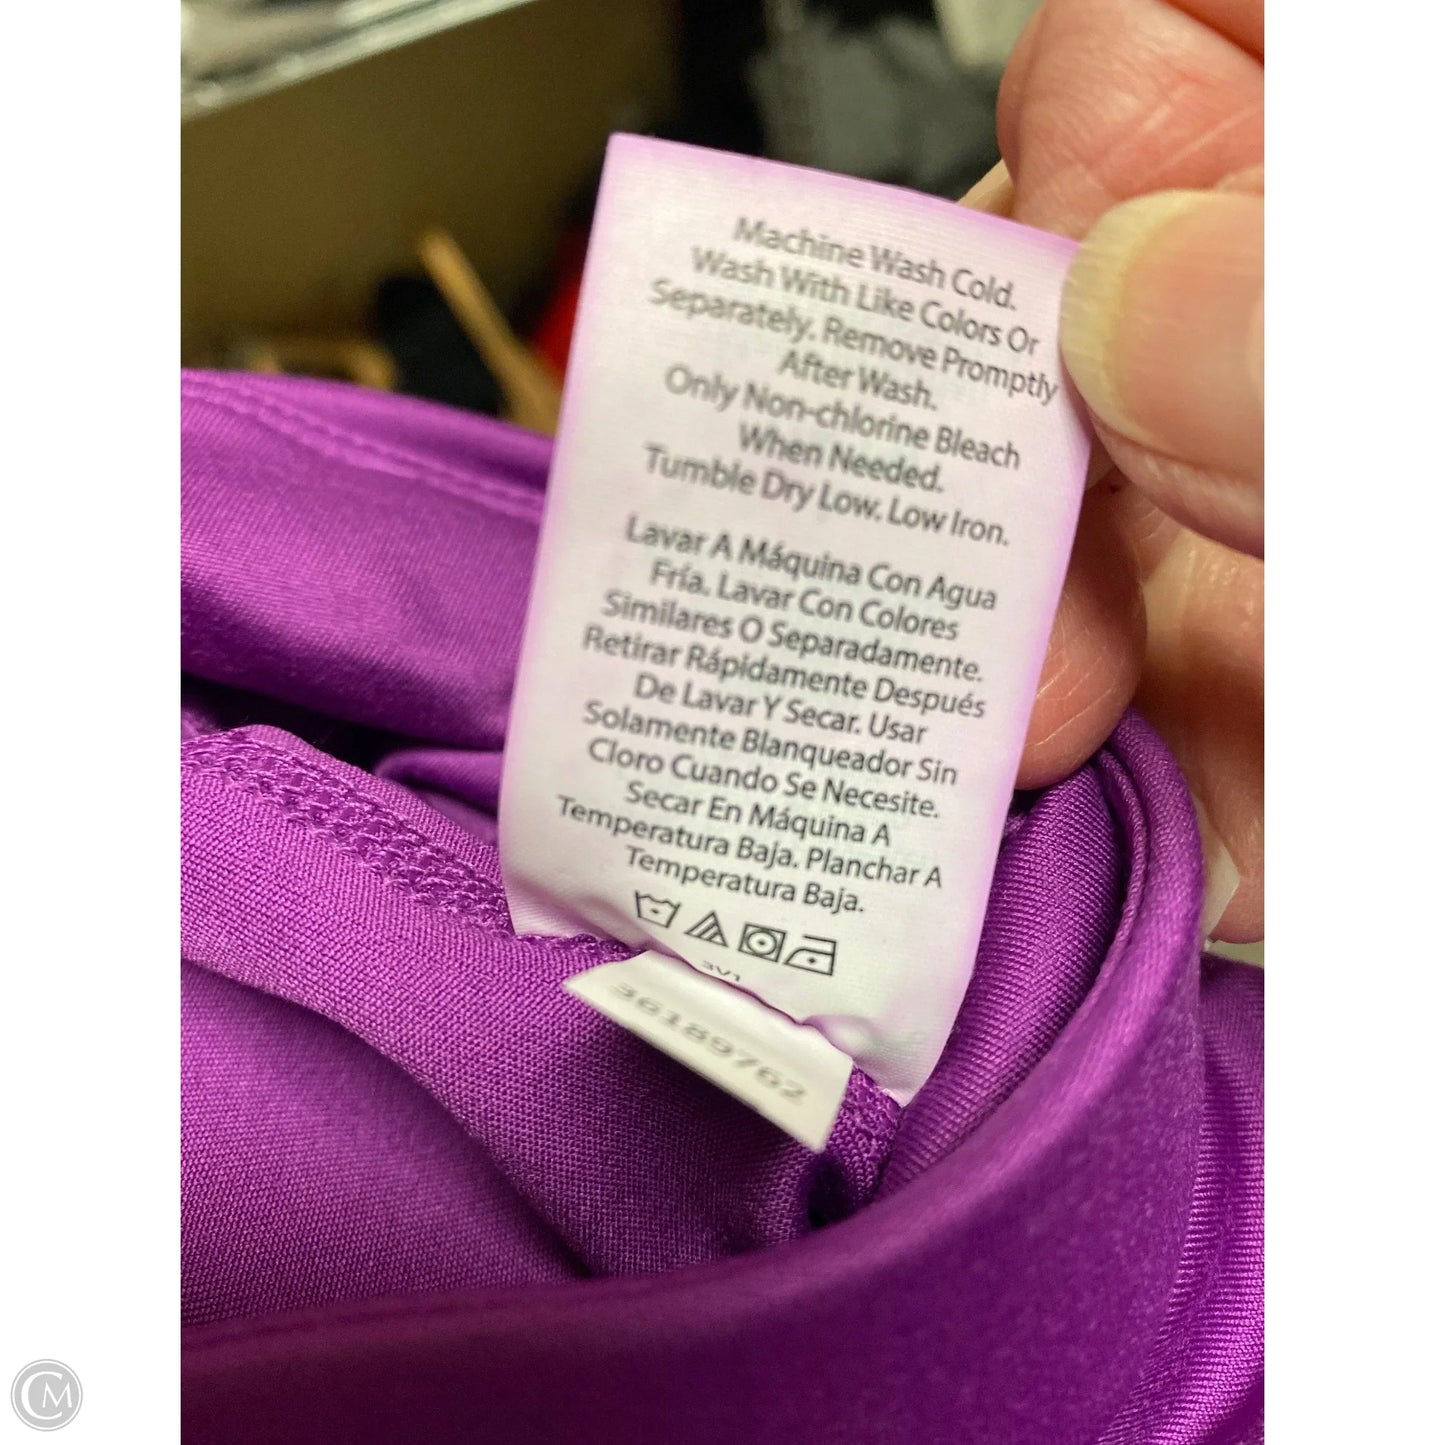 Machine Wash Cold.
Wash With Like Colors Or
Separately. Remove Promptly
After Wash.
Only Non-chlorine Bleach
When Needed.
Tumble Dry Low. Low Iron.
Lavar A Máquina Con Agua
Fría. Lavar Con Colores
Similares O Separadamente.
Retirar Rápidamente Después
De Lavar Y Secar. Usar
Solamente Blanqueador Sin
Cloro Cuando Se Necesite.
Secar En Máquina A
Temperatura Baja. Planchar A
Temperatura Baja.
3V1
36189762
CM